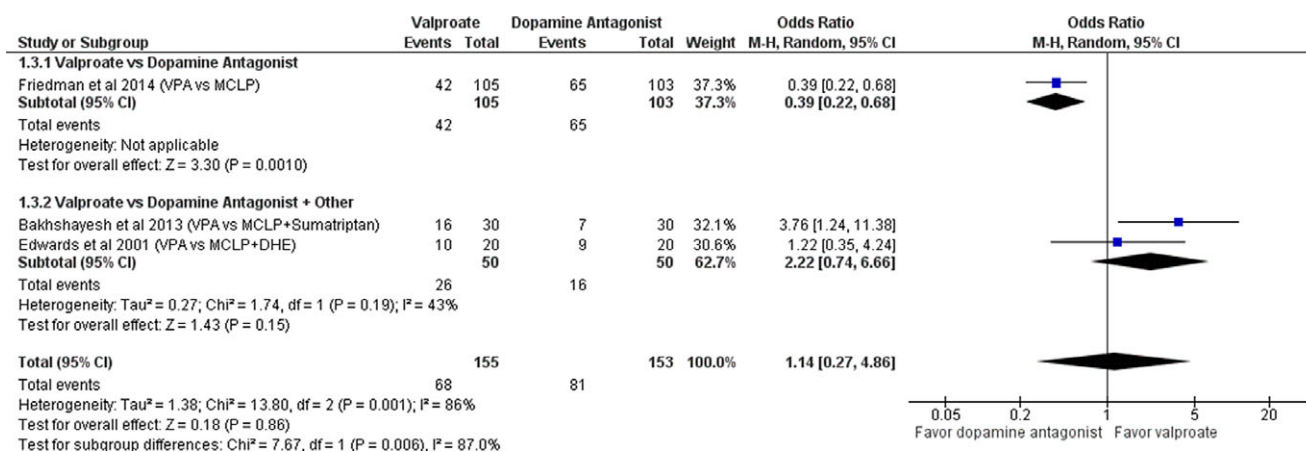 Valproate Dopamine Antagonist Odds Ratio Odds Ratio
Study or Subgroup Events Total Events Total Weight M-H, Random, 95% CI M-H, Random, 95% CI
1.3.1 Valproate vs Dopamine Antagonist
Friedman et al 2014 (VPA vs MCLP) 42 105 65 103 37.3% 0.39 [0.22, 0.68]
Subtotal (95% CI) 105 103 37.3% 0.39 [0.22, 0.68]
Total events 42 65
Heterogeneity: Not applicable
Test for overall effect: Z = 3.30 (P = 0.0010)
1.3.2 Valproate vs Dopamine Antagonist + Other
Bakhshayesh et al 2013 (VPA vs MCLP+Sumatriptan) 16 30 7 30 32.1% 3.76 [1.24, 11.38]
Edwards et al 2001 (VPA vs MCLP+DHE) 10 20 9 20 30.6% 1.22 [0.35, 4.24]
Subtotal (95% CI) 50 50 62.7% 2.22 [0.74, 6.66]
Total events 26 16
Heterogeneity: Tau² = 0.27; Chi² = 1.74, df = 1 (P = 0.19); I² = 43%
Test for overall effect: Z = 1.43 (P = 0.15)
Total (95% CI) 155 153 100.0% 1.14 [0.27, 4.86]
Total events 68 81
Heterogeneity: Tau² = 1.38; Chi² = 13.80, df = 2 (P = 0.001); I² = 86%
Test for overall effect: Z = 0.18 (P = 0.86)
Test for subgroup differences: Chi² = 7.67, df = 1 (P = 0.006), I² = 87.0%
0.05 0.2 1 5 20
Favor dopamine antagonist Favor valproate